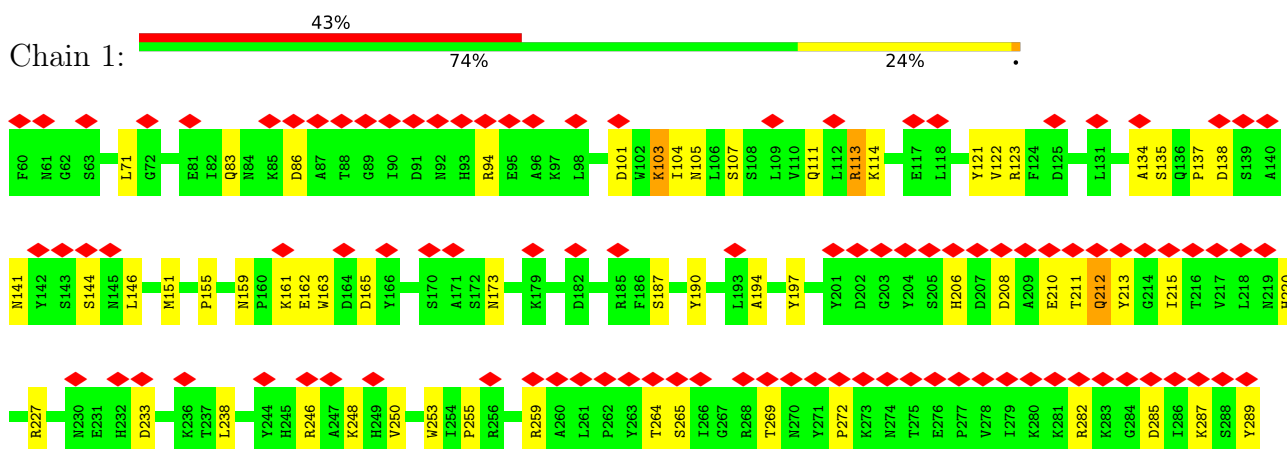 43%
Chain 1:
74% 24% •
F60 N61 G62 S63 L71 G72 E81 I82 Q83 N84 K85 D86 A87 T88 G89 I90 D91 N92 H93 R94 E95 A96 K97 L98 D101 W102 K103 I104 N105 L106 S107 S108 L109 V110 Q111 L112 R113 K114 E117 L118 Y121 V122 R123 F124 D125 L131 A134 S135 Q136 P137 D138 S139 A140
N141 Y142 S143 S144 N145 L146 M151 P155 N159 P160 K161 E162 W163 D164 D165 Y166 S170 A171 S172 N173 K179 D182 R185 F186 S187 Y190 L193 A194 Y197 Y201 D202 G203 Y204 S205 H206 D207 D208 A209 E210 T211 Q212 Y213 G214 I215 T216 V217 L218 N219 H220
R227 N230 E231 H232 D233 K236 T237 L238 Y244 H245 R246 A247 K248 H249 V250 W253 I254 P255 R256 R259 A260 L261 P262 Y263 T264 S265 I266 G267 R268 T269 N270 Y271 P272 K273 N274 T275 E276 P277 V278 I279 K280 K281 R282 K283 G284 D285 I286 K287 S288 Y289